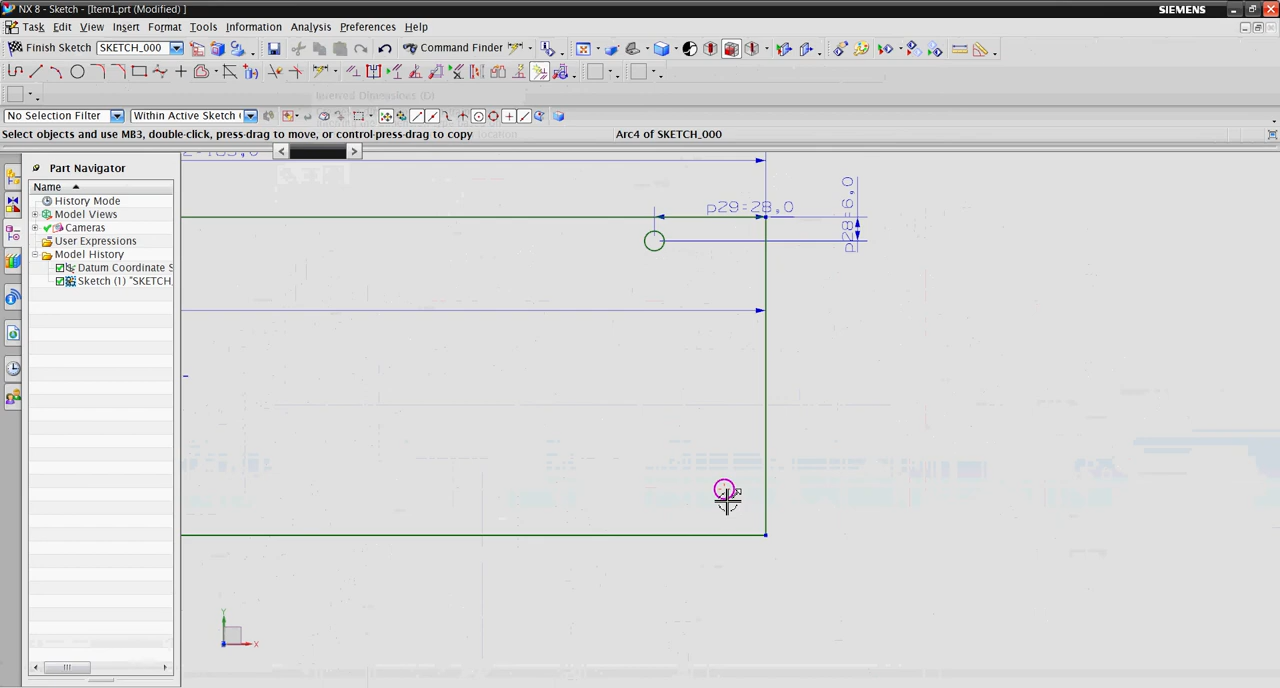 NX 8 - Sketch - [Item1.prt (Modified) ]
SIEMENS
Task Edit View Insert Format Tools Information Analysis Preferences Help
Finish Sketch SKETCH_000 Command Finder
No Selection Filter Within Active Sketch
Select objects and use MB3, double-click, press-drag to move, or control-press-drag to copy
Arc4 of SKETCH_000
Part Navigator
Name
History Mode
Model Views
Cameras
User Expressions
Model History
Datum Coordinate S
Sketch (1) "SKETCH_
p29=28,0
p28=6,0
Y
X